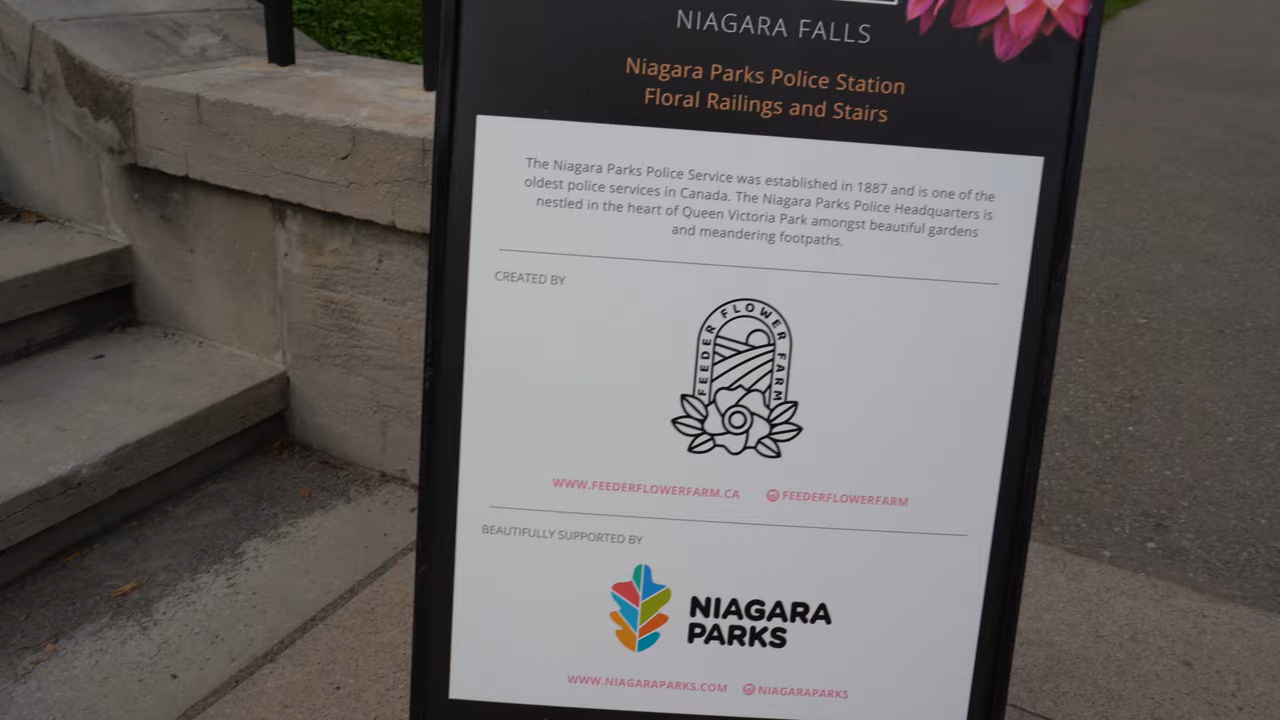 NIAGARA FALLS
Niagara Parks Police Station
Floral Railings and Stairs
The Niagara Parks Police Service was established in 1887 and is one of the
oldest police services in Canada. The Niagara Parks Police Headquarters is
nestled in the heart of Queen Victoria Park amongst beautiful gardens
and meandering footpaths.
CREATED BY
FEEDER FLOWER FARM
WWW.FEEDERFLOWERFARM.CA FEEDERFLOWERFARM
BEAUTIFULLY SUPPORTED BY
NIAGARA
PARKS
WWW.NIAGARAPARKS.COM NIAGARAPARKS